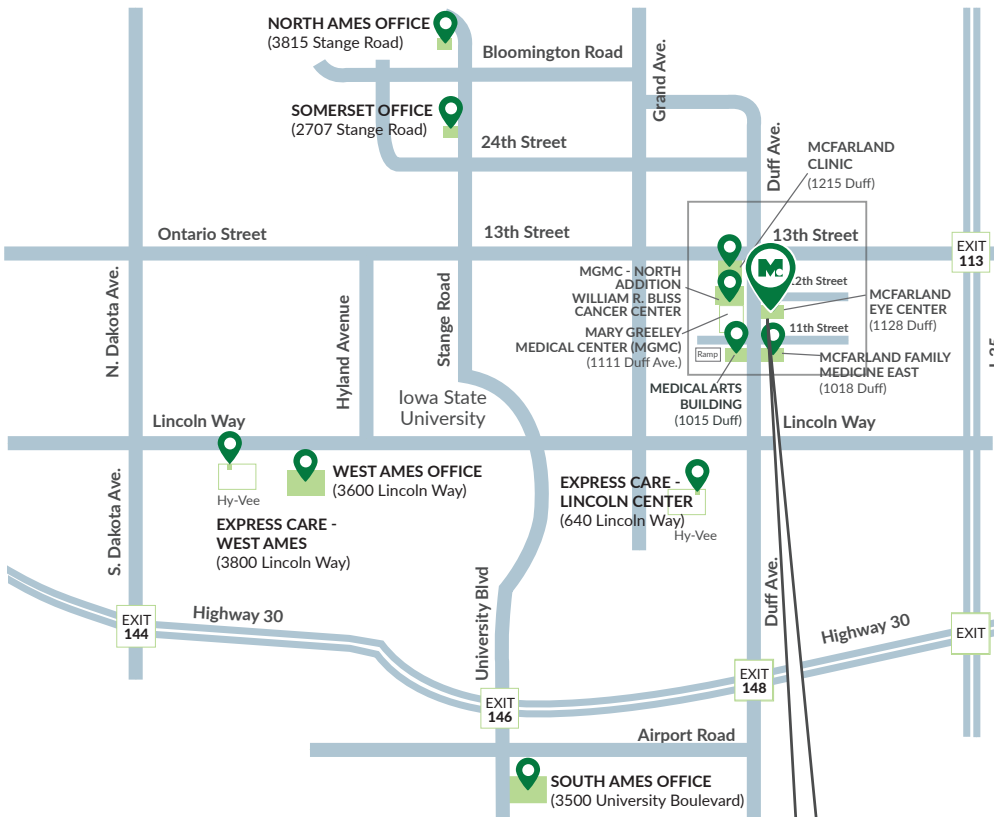 NORTH AMES OFFICE
(3815 Stange Road)
Bloomington Road
Grand Ave.
SOMERSET OFFICE
(2707 Stange Road)
24th Street
Duff Ave.
MCFARLAND
CLINIC
(1215 Duff)
Ontario Street
13th Street
13th Street
EXIT
113
N. Dakota Ave.
Hyland Avenue
Stange Road
MGMC - NORTH
ADDITION
WILLIAM R. BLISS
CANCER CENTER
M
12th Street
MCFARLAND
EYE CENTER
(1128 Duff)
MARY GREELEY
MEDICAL CENTER (MGMC)
(1111 Duff Ave.)
11th Street
Ramp
MCFARLAND FAMILY
MEDICINE EAST
(1018 Duff)
MEDICAL ARTS
BUILDING
(1015 Duff)
Iowa State
University
Lincoln Way
Lincoln Way
WEST AMES OFFICE
(3600 Lincoln Way)
Hy-Vee
EXPRESS CARE -
WEST AMES
(3800 Lincoln Way)
EXPRESS CARE -
LINCOLN CENTER
(640 Lincoln Way)
Hy-Vee
S. Dakota Ave.
University Blvd
Duff Ave.
EXIT
144
Highway 30
Highway 30
EXIT
EXIT
146
EXIT
148
Airport Road
SOUTH AMES OFFICE
(3500 University Boulevard)